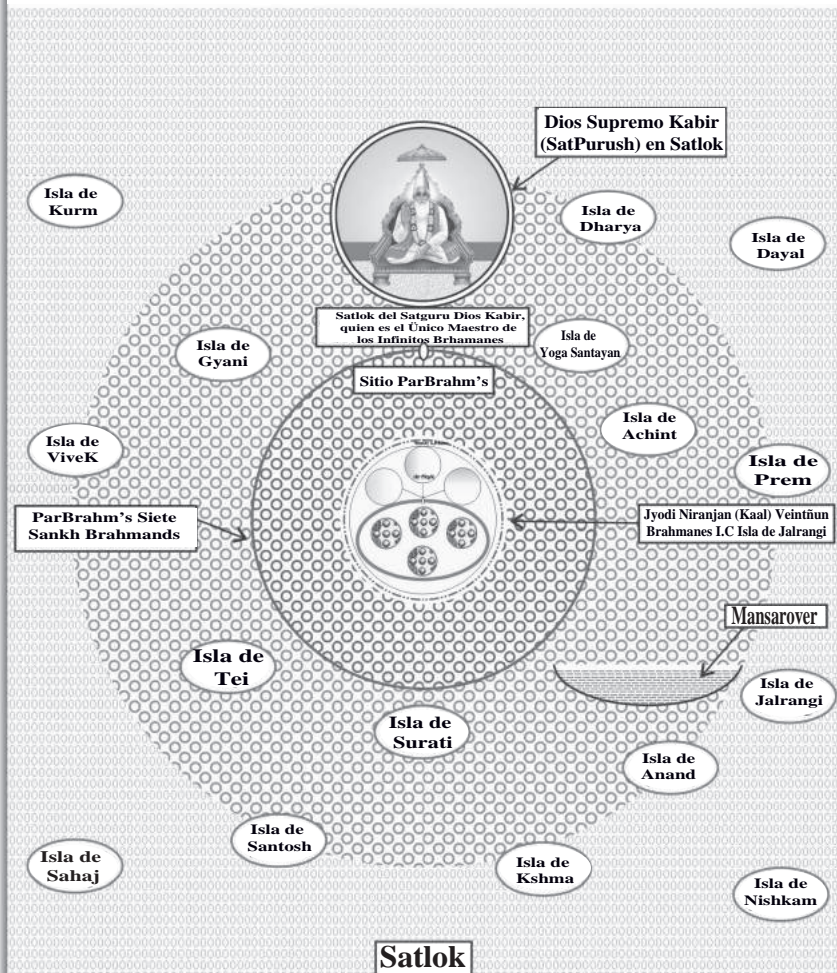 Dios Supremo Kabir
(SatPurush) en Satlok
Isla de
Kurm
Isla de
Dharya
Isla de
Dayal
Satlok del Satguru Dios Kabir,
quien es el Ünico Maestro de
los Infinitos Brhamanes
Isla de
Gyani
Isla de
Yoga Santayan
Sitio ParBrahm's
Isla de
Achint
Isla de
ViveK
Isla de
Prem
ParBrahm's Siete
Sankh Brahmands
Jyodi Niranjan (Kaal) Veintñun
Brahmanes I.C Isla de Jalrangi
Mansarover
Isla de
Tei
Isla de
Jalrangi
Isla de
Surati
Isla de
Anand
Isla de
Santosh
Isla de
Sahaj
Isla de
Kshma
Isla de
Nishkam
Satlok